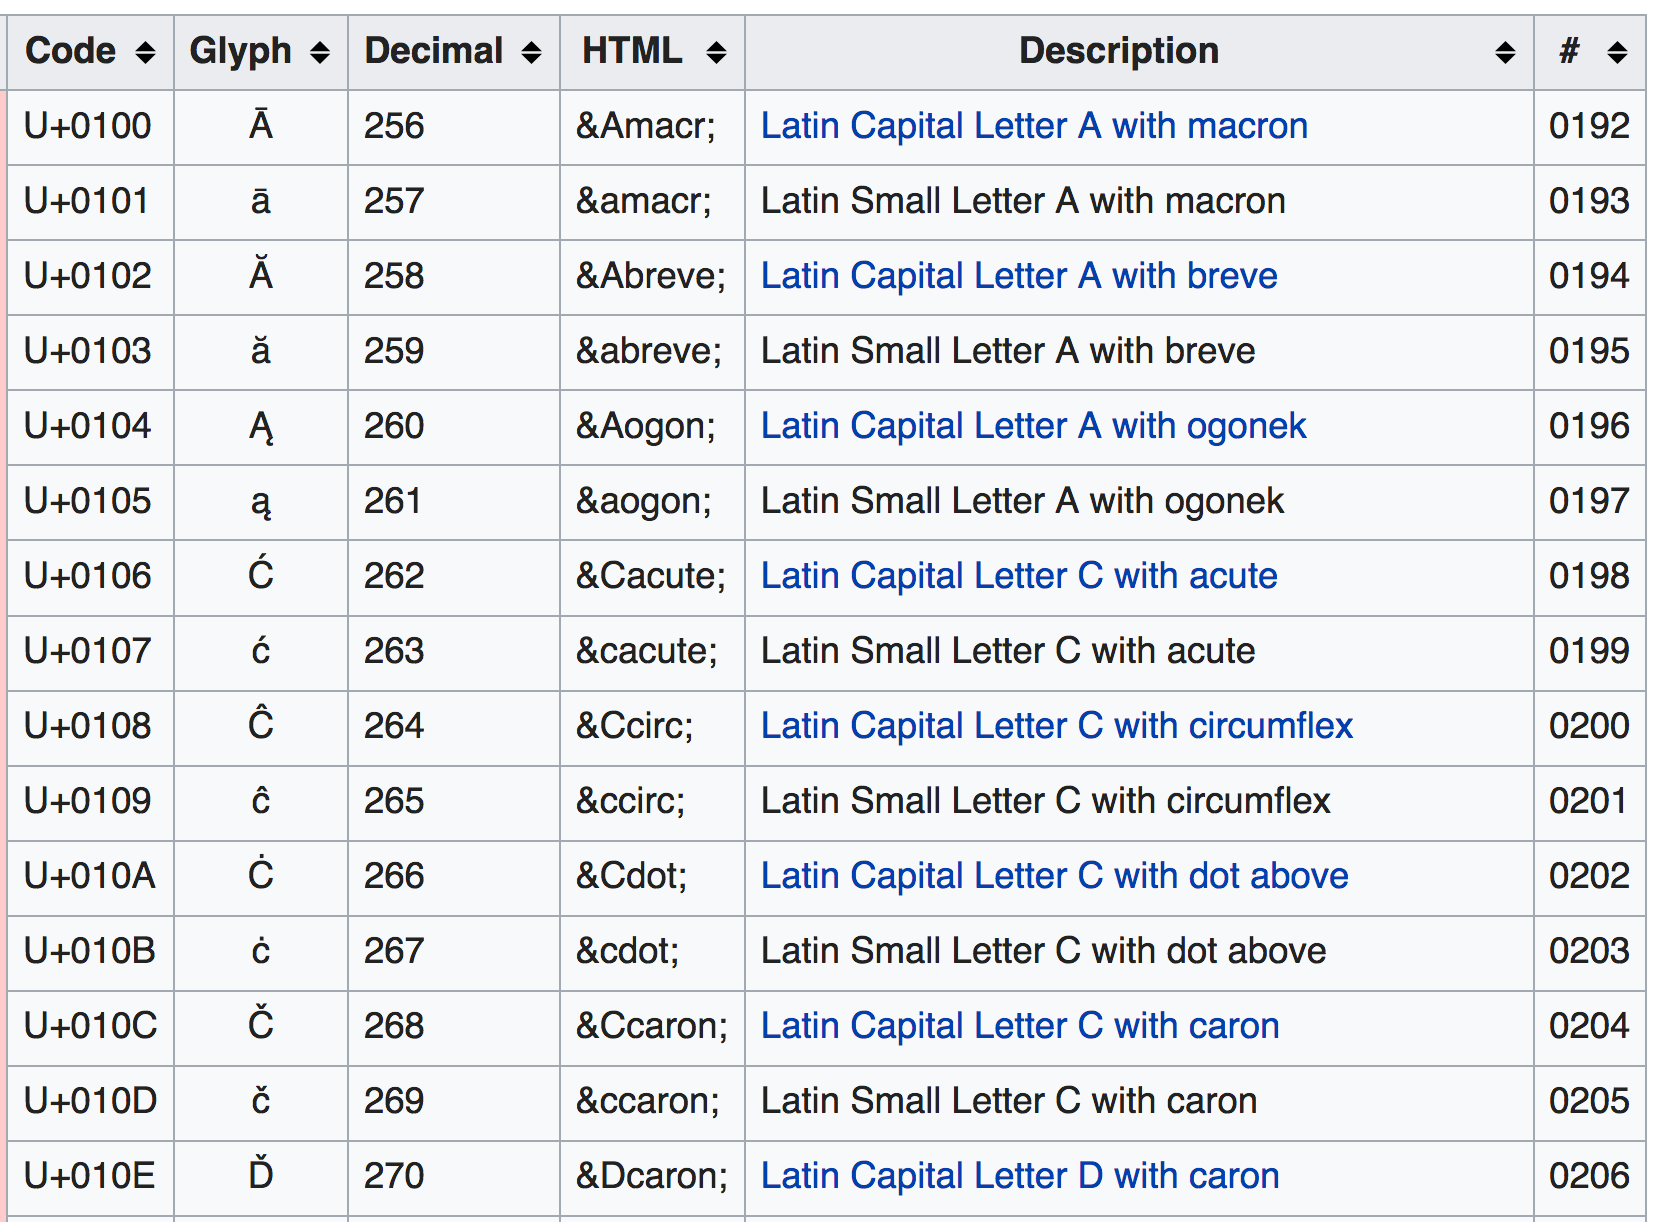 Code Glyph Decimal HTML Description #
U+0100 Ā 256 &Amacr; Latin Capital Letter A with macron 0192
U+0101 ā 257 &amacr; Latin Small Letter A with macron 0193
U+0102 Ă 258 &Abreve; Latin Capital Letter A with breve 0194
U+0103 ă 259 &abreve; Latin Small Letter A with breve 0195
U+0104 Ą 260 &Aogon; Latin Capital Letter A with ogonek 0196
U+0105 ą 261 &aogon; Latin Small Letter A with ogonek 0197
U+0106 Ć 262 &Cacute; Latin Capital Letter C with acute 0198
U+0107 ć 263 &cacute; Latin Small Letter C with acute 0199
U+0108 Ĉ 264 &Ccirc; Latin Capital Letter C with circumflex 0200
U+0109 ĉ 265 &ccirc; Latin Small Letter C with circumflex 0201
U+010A Ċ 266 &Cdot; Latin Capital Letter C with dot above 0202
U+010B ċ 267 &cdot; Latin Small Letter C with dot above 0203
U+010C Č 268 &Ccaron; Latin Capital Letter C with caron 0204
U+010D č 269 &ccaron; Latin Small Letter C with caron 0205
U+010E Ď 270 &Dcaron; Latin Capital Letter D with caron 0206